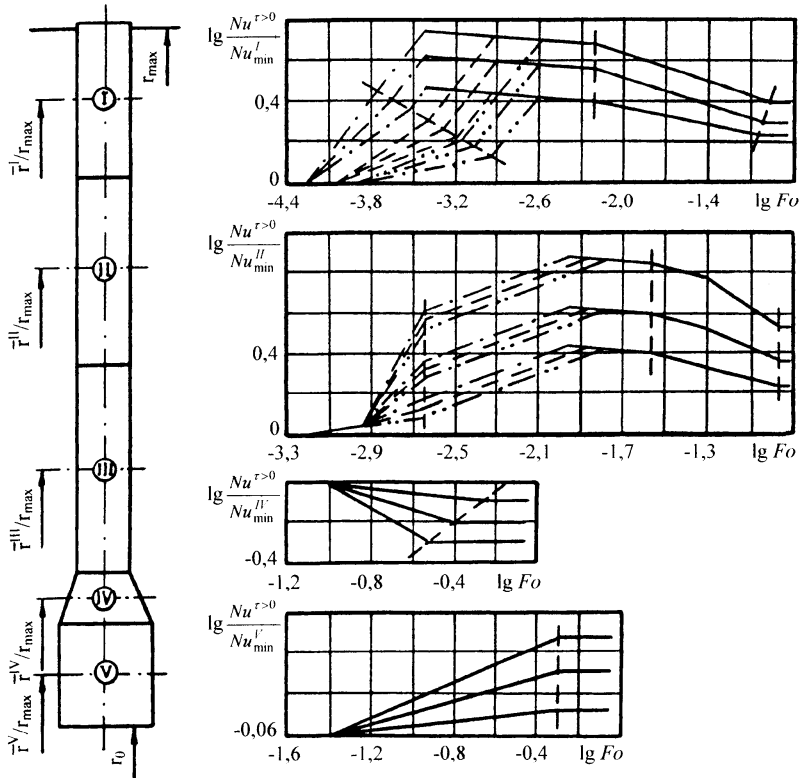 r_max
I
r̄^I/r_max
II
r̄^II/r_max
III
r̄^III/r_max
IV
r̄^IV/r_max
V
r̄^V/r_max
r_0
lg Nu^τ>0 / Nu^I_min
0,4
0
-4,4 -3,8 -3,2 -2,6 -2,0 -1,4 lg Fo
lg Nu^τ>0 / Nu^II_min
0,4
0
-3,3 -2,9 -2,5 -2,1 -1,7 -1,3 lg Fo
lg Nu^τ>0 / Nu^IV_min
-0,4
-1,2 -0,8 -0,4 lg Fo
lg Nu^τ>0 / Nu^V_min
-0,06
-1,6 -1,2 -0,8 -0,4 lg Fo